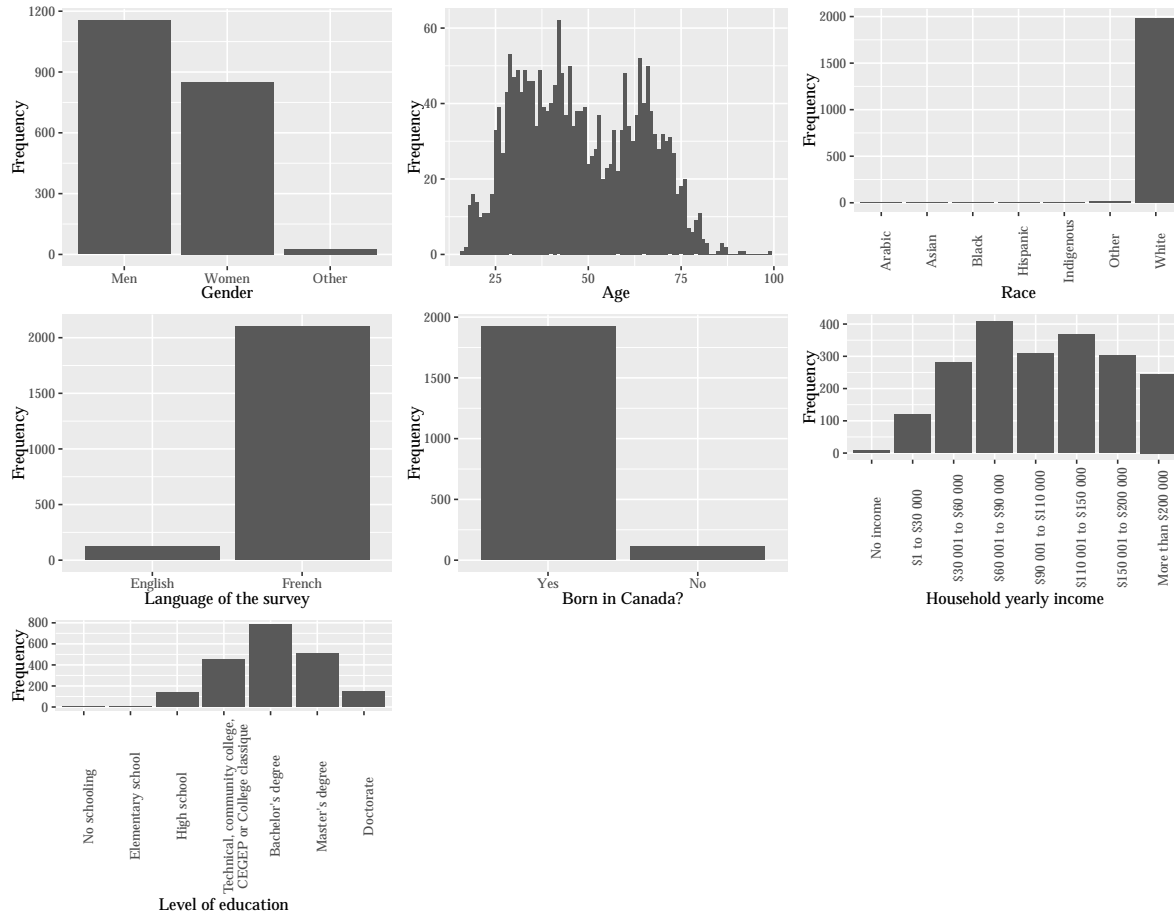 1200
900
600
300
0
Frequency
Men
Women
Other
Gender
60
40
20
0
Frequency
25
50
75
100
Age
2000
1500
1000
500
0
Frequency
Arabic
Asian
Black
Hispanic
Indigenous
Other
White
Race
2000
1500
1000
500
0
Frequency
English
French
Language of the survey
2000
1500
1000
500
0
Frequency
Yes
No
Born in Canada?
400
300
200
100
0
Frequency
No income
$1 to $30 000
$30 001 to $60 000
$60 001 to $90 000
$90 001 to $110 000
$110 001 to $150 000
$150 001 to $200 000
More than $200 000
Household yearly income
800
600
400
200
0
Frequency
No schooling
Elementary school
High school
Technical, community college,
CEGEP or College classique
Bachelor's degree
Master's degree
Doctorate
Level of education